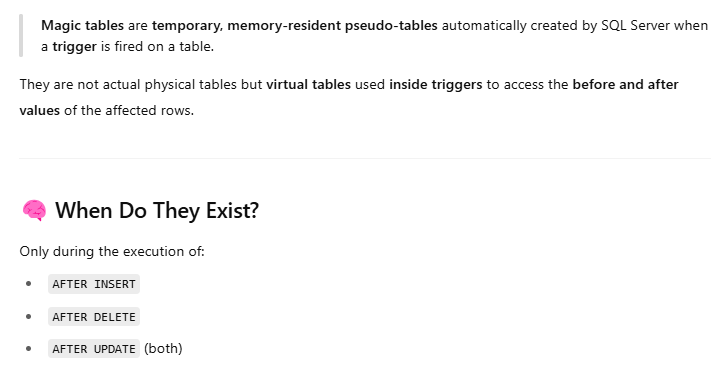 Magic tables are temporary, memory-resident pseudo-tables automatically created by SQL Server when
a trigger is fired on a table.
They are not actual physical tables but virtual tables used inside triggers to access the before and after
values of the affected rows.
🧠 When Do They Exist?
Only during the execution of:
• AFTER INSERT
• AFTER DELETE
• AFTER UPDATE (both)